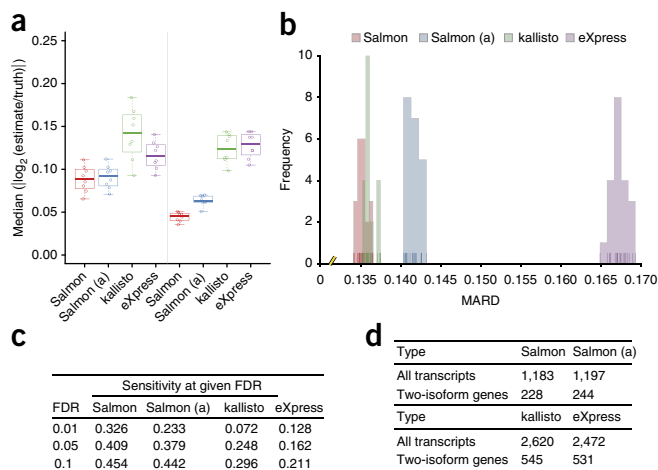 a
0.25
0.20
0.15
0.10
0.05
0.00
Median (|log2 (estimate/truth)|)
Salmon
Salmon (a)
kallisto
eXpress
Salmon
Salmon (a)
kallisto
eXpress
b
Salmon Salmon (a) kallisto eXpress
10
8
6
4
2
0
Frequency
0 0.135 0.140 0.145 0.150 0.155 0.160 0.165 0.170
MARD
c
Sensitivity at given FDR
FDR Salmon Salmon (a) kallisto eXpress
0.01 0.326 0.233 0.072 0.128
0.05 0.409 0.379 0.248 0.162
0.1 0.454 0.442 0.296 0.211
d
Type Salmon Salmon (a)
All transcripts 1,183 1,197
Two-isoform genes 228 244
Type kallisto eXpress
All transcripts 2,620 2,472
Two-isoform genes 545 531